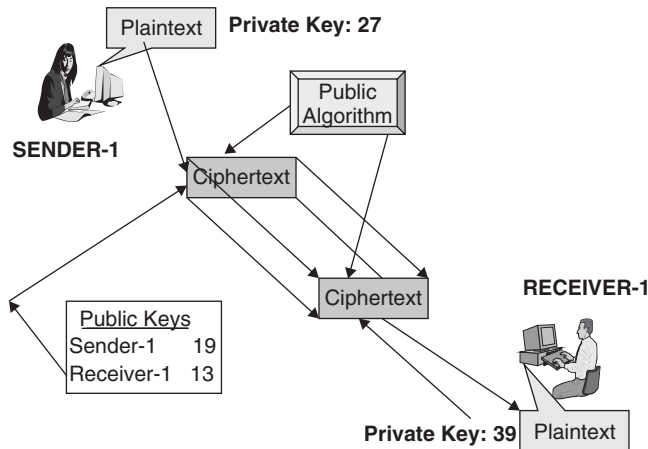 Plaintext
Private Key: 27
Public
Algorithm
SENDER-1
Ciphertext
Ciphertext
RECEIVER-1
Public Keys
Sender-1 19
Receiver-1 13
Private Key: 39
Plaintext